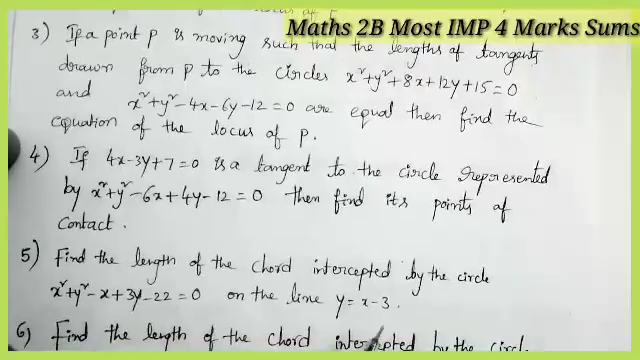 Maths 2B Most IMP 4 Marks Sums
3) If a point P is moving such that the lengths of tangents
drawn from P to the circles x²+y²+8x+12y+15=0
and x²+y²-4x-6y-12=0 are equal then find the
equation of the locus of P.
4) If 4x-3y+7=0 is a tangent to the circle represented
by x²+y²-6x+4y-12=0 then find its points of
contact.
5) Find the length of the chord intercepted by the circle
x²+y²-x+3y-22=0 on the line y=x-3.
6) Find the length of the chord intercepted by the circle